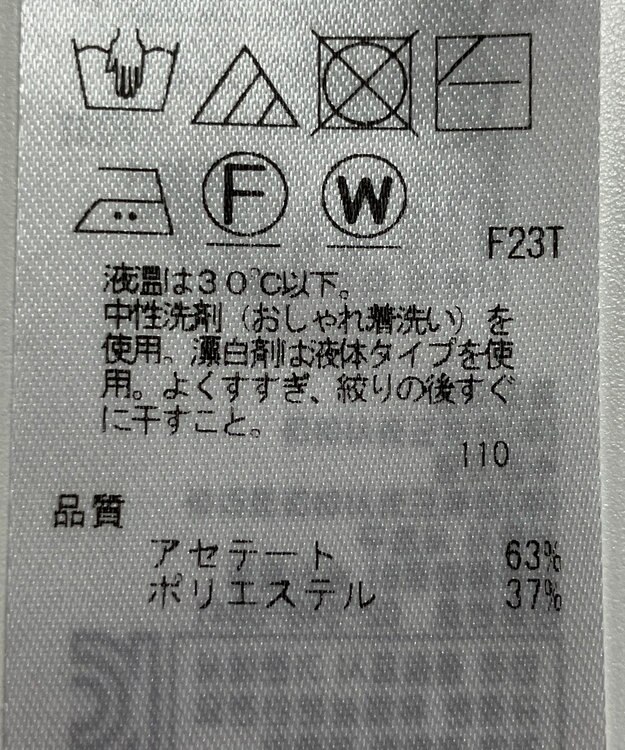 F
W
F23T
液温は30℃以下。
中性洗剤（おしゃれ着洗い）を
使用。漂白剤は液体タイプを使
用。よくすすぎ、絞りの後すぐ
に干すこと。
110
品質
アセテート 63%
ポリエステル 37%